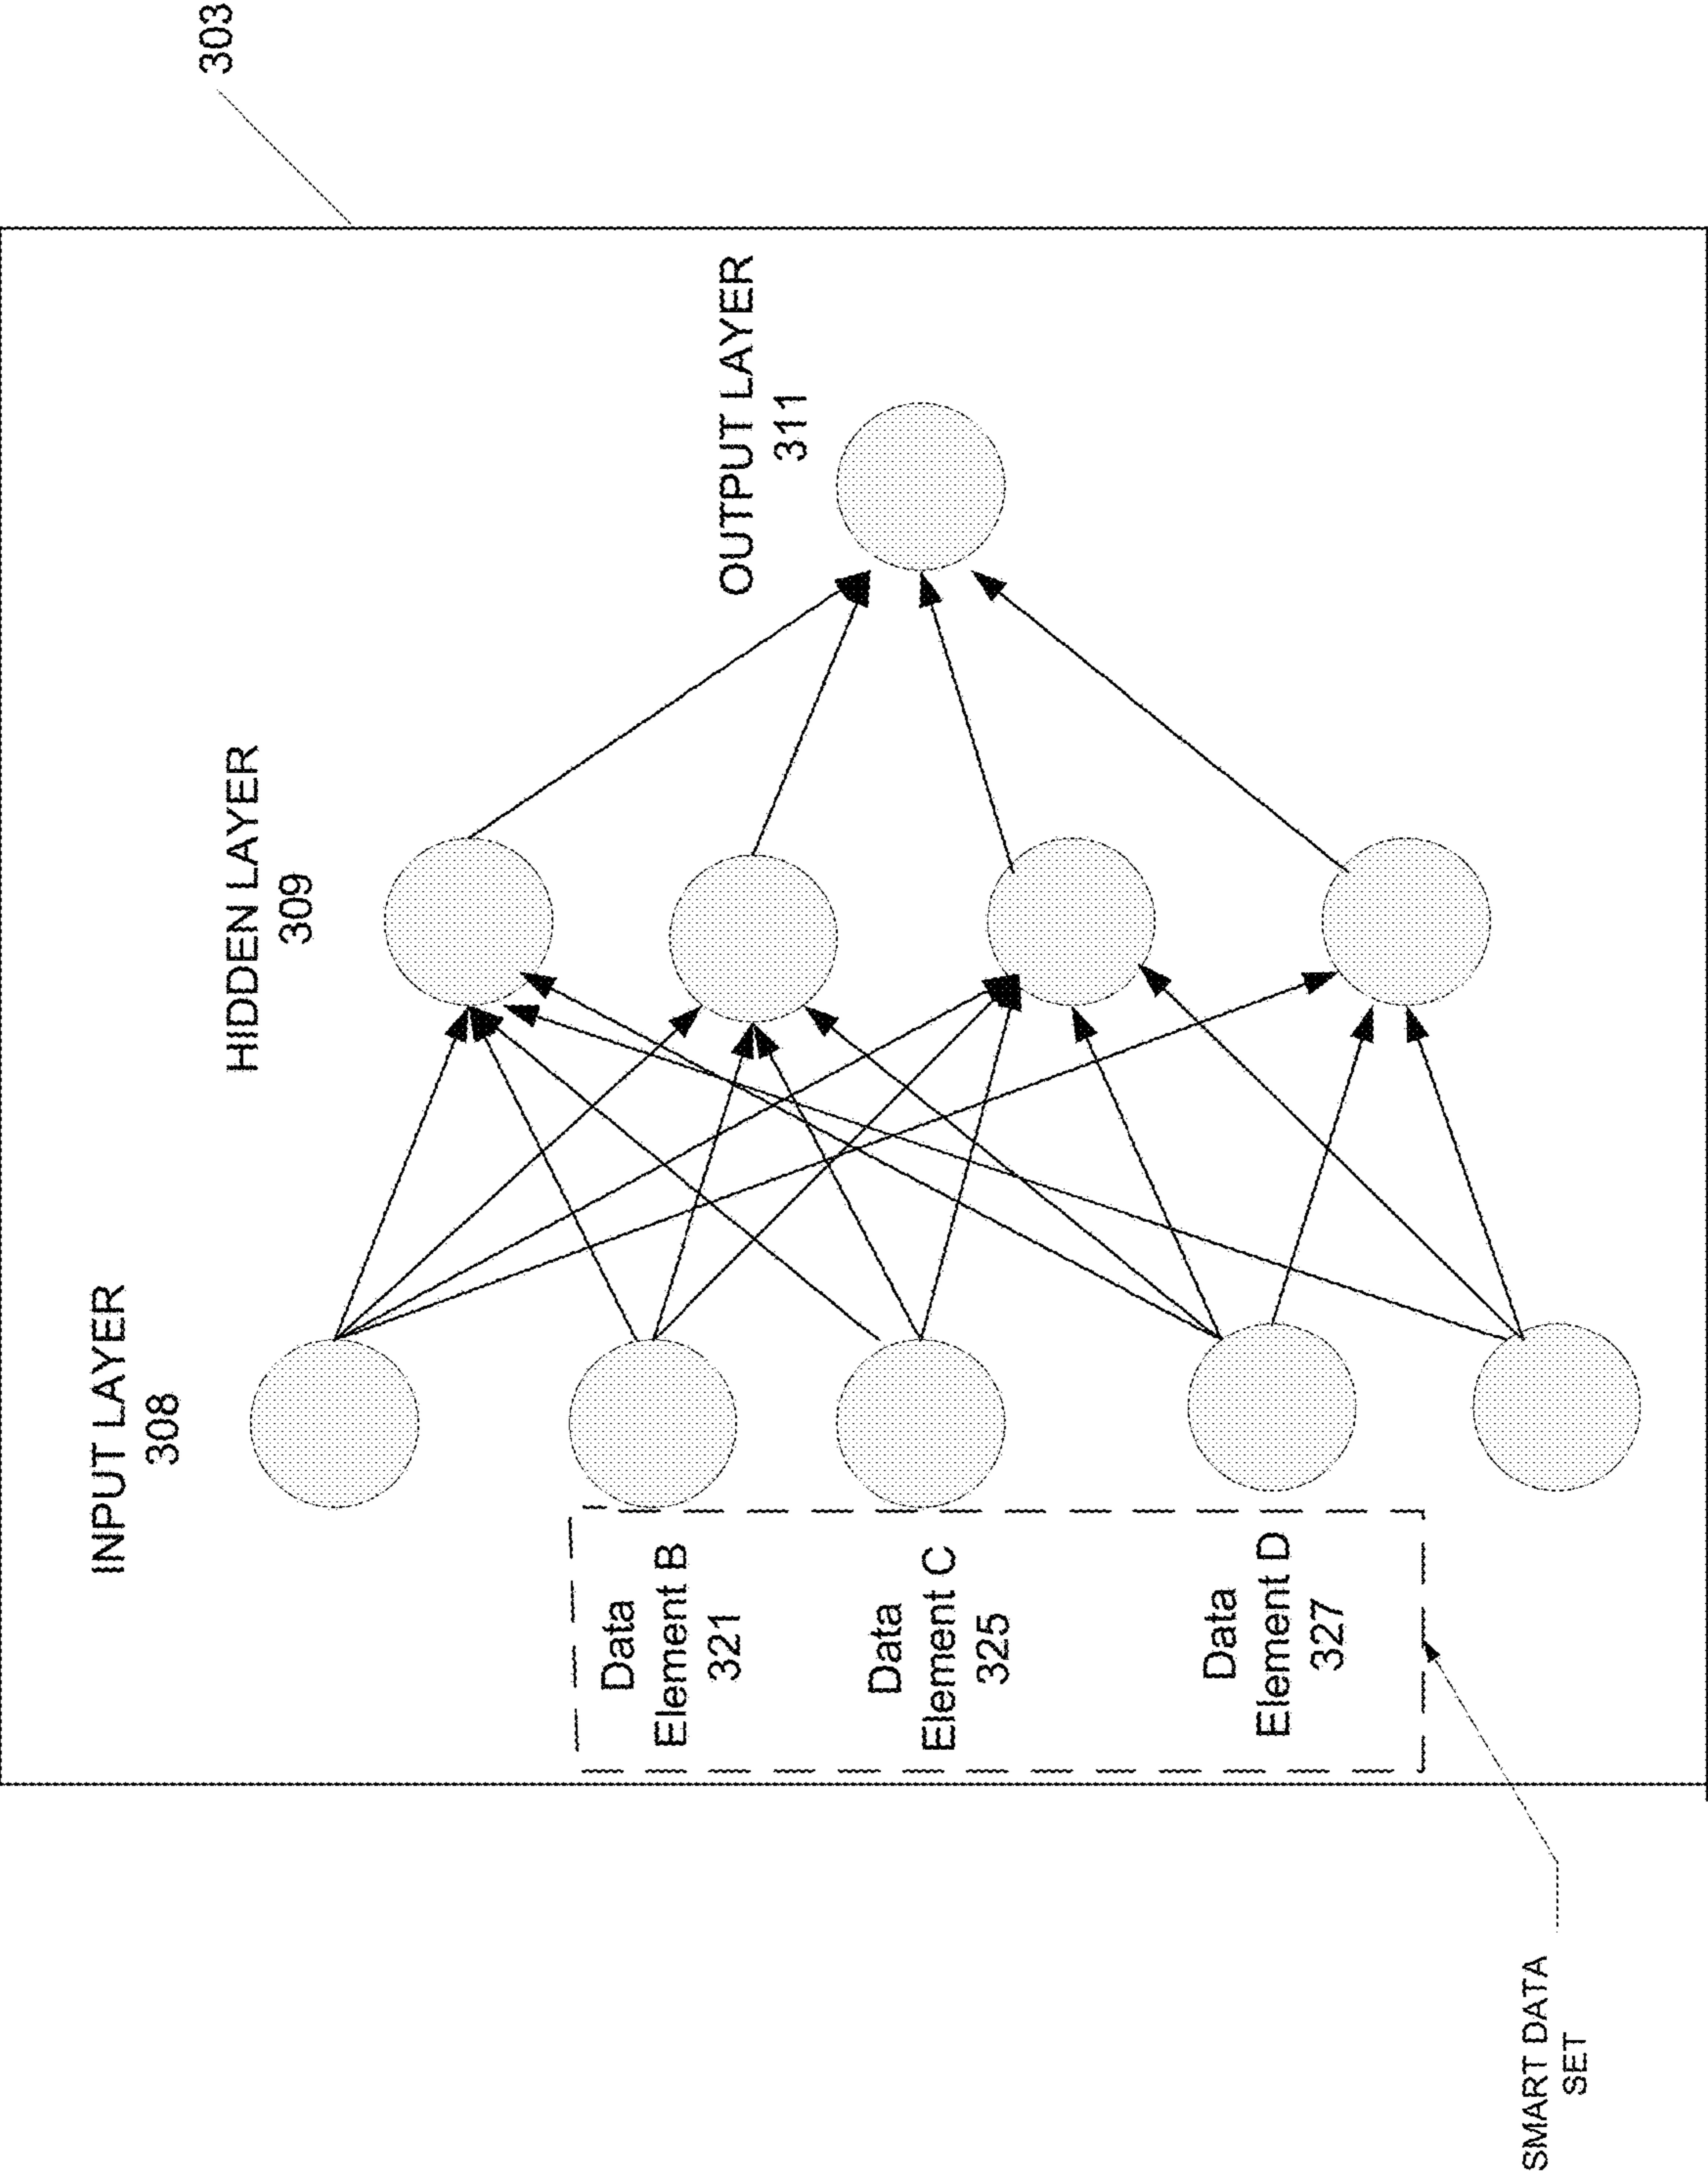 303
INPUT LAYER
308
HIDDEN LAYER
309
OUTPUT LAYER
311
Data
Element B
321
Data
Element C
325
Data
Element D
327
SMART DATA
SET